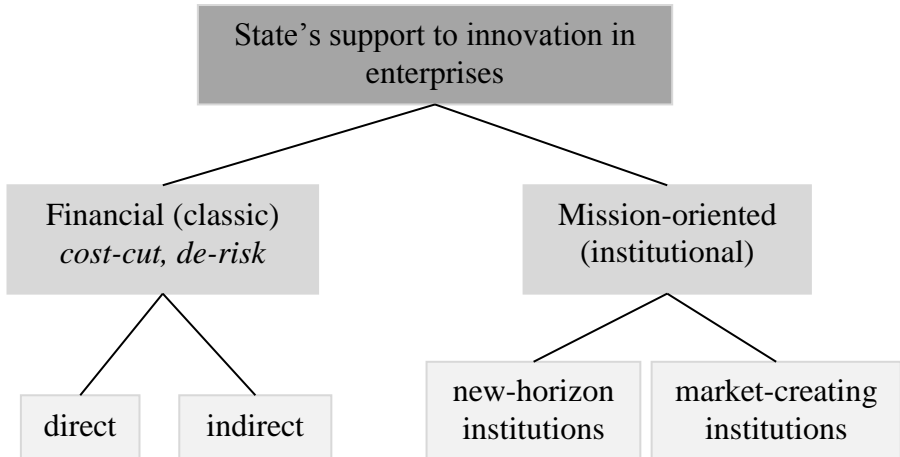 State’s support to innovation in
enterprises
Financial (classic)
cost-cut, de-risk
Mission-oriented
(institutional)
direct
indirect
new-horizon
institutions
market-creating
institutions